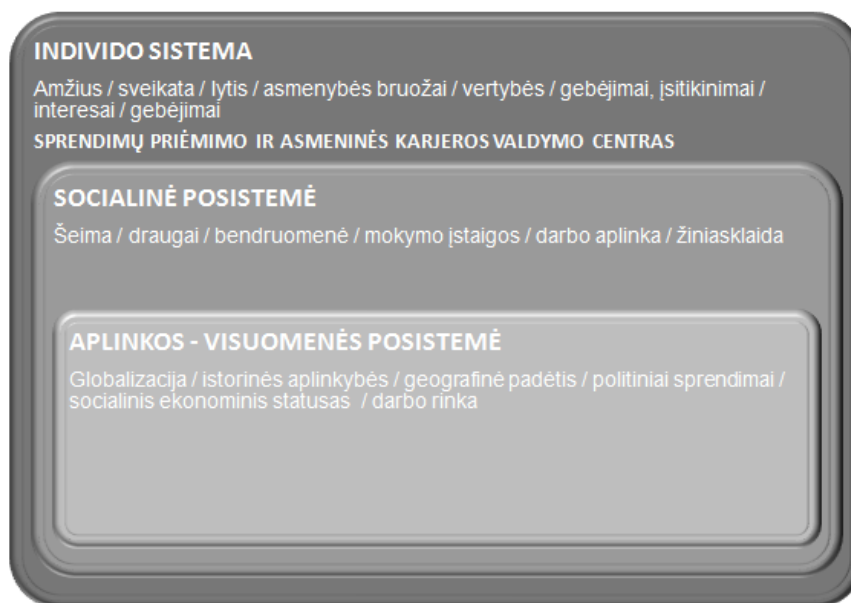 INDIVIDO SISTEMA
Amžius / sveikata / lytis / asmenybės bruožai / vertybės / gebėjimai, įsitikinimai /
interesai / gebėjimai
SPRENDIMŲ PRIĖMIMO IR ASMENINĖS KARJEROS VALDYMO CENTRAS
SOCIALINĖ POSISTEMĖ
Šeima / draugai / bendruomenė / mokymo įstaigos / darbo aplinka / žiniasklaida
APLINKOS - VISUOMENĖS POSISTEMĖ
Globalizacija / istorinės aplinkybės / geografinė padėtis / politiniai sprendimai /
socialinis ekonominis statusas / darbo rinka